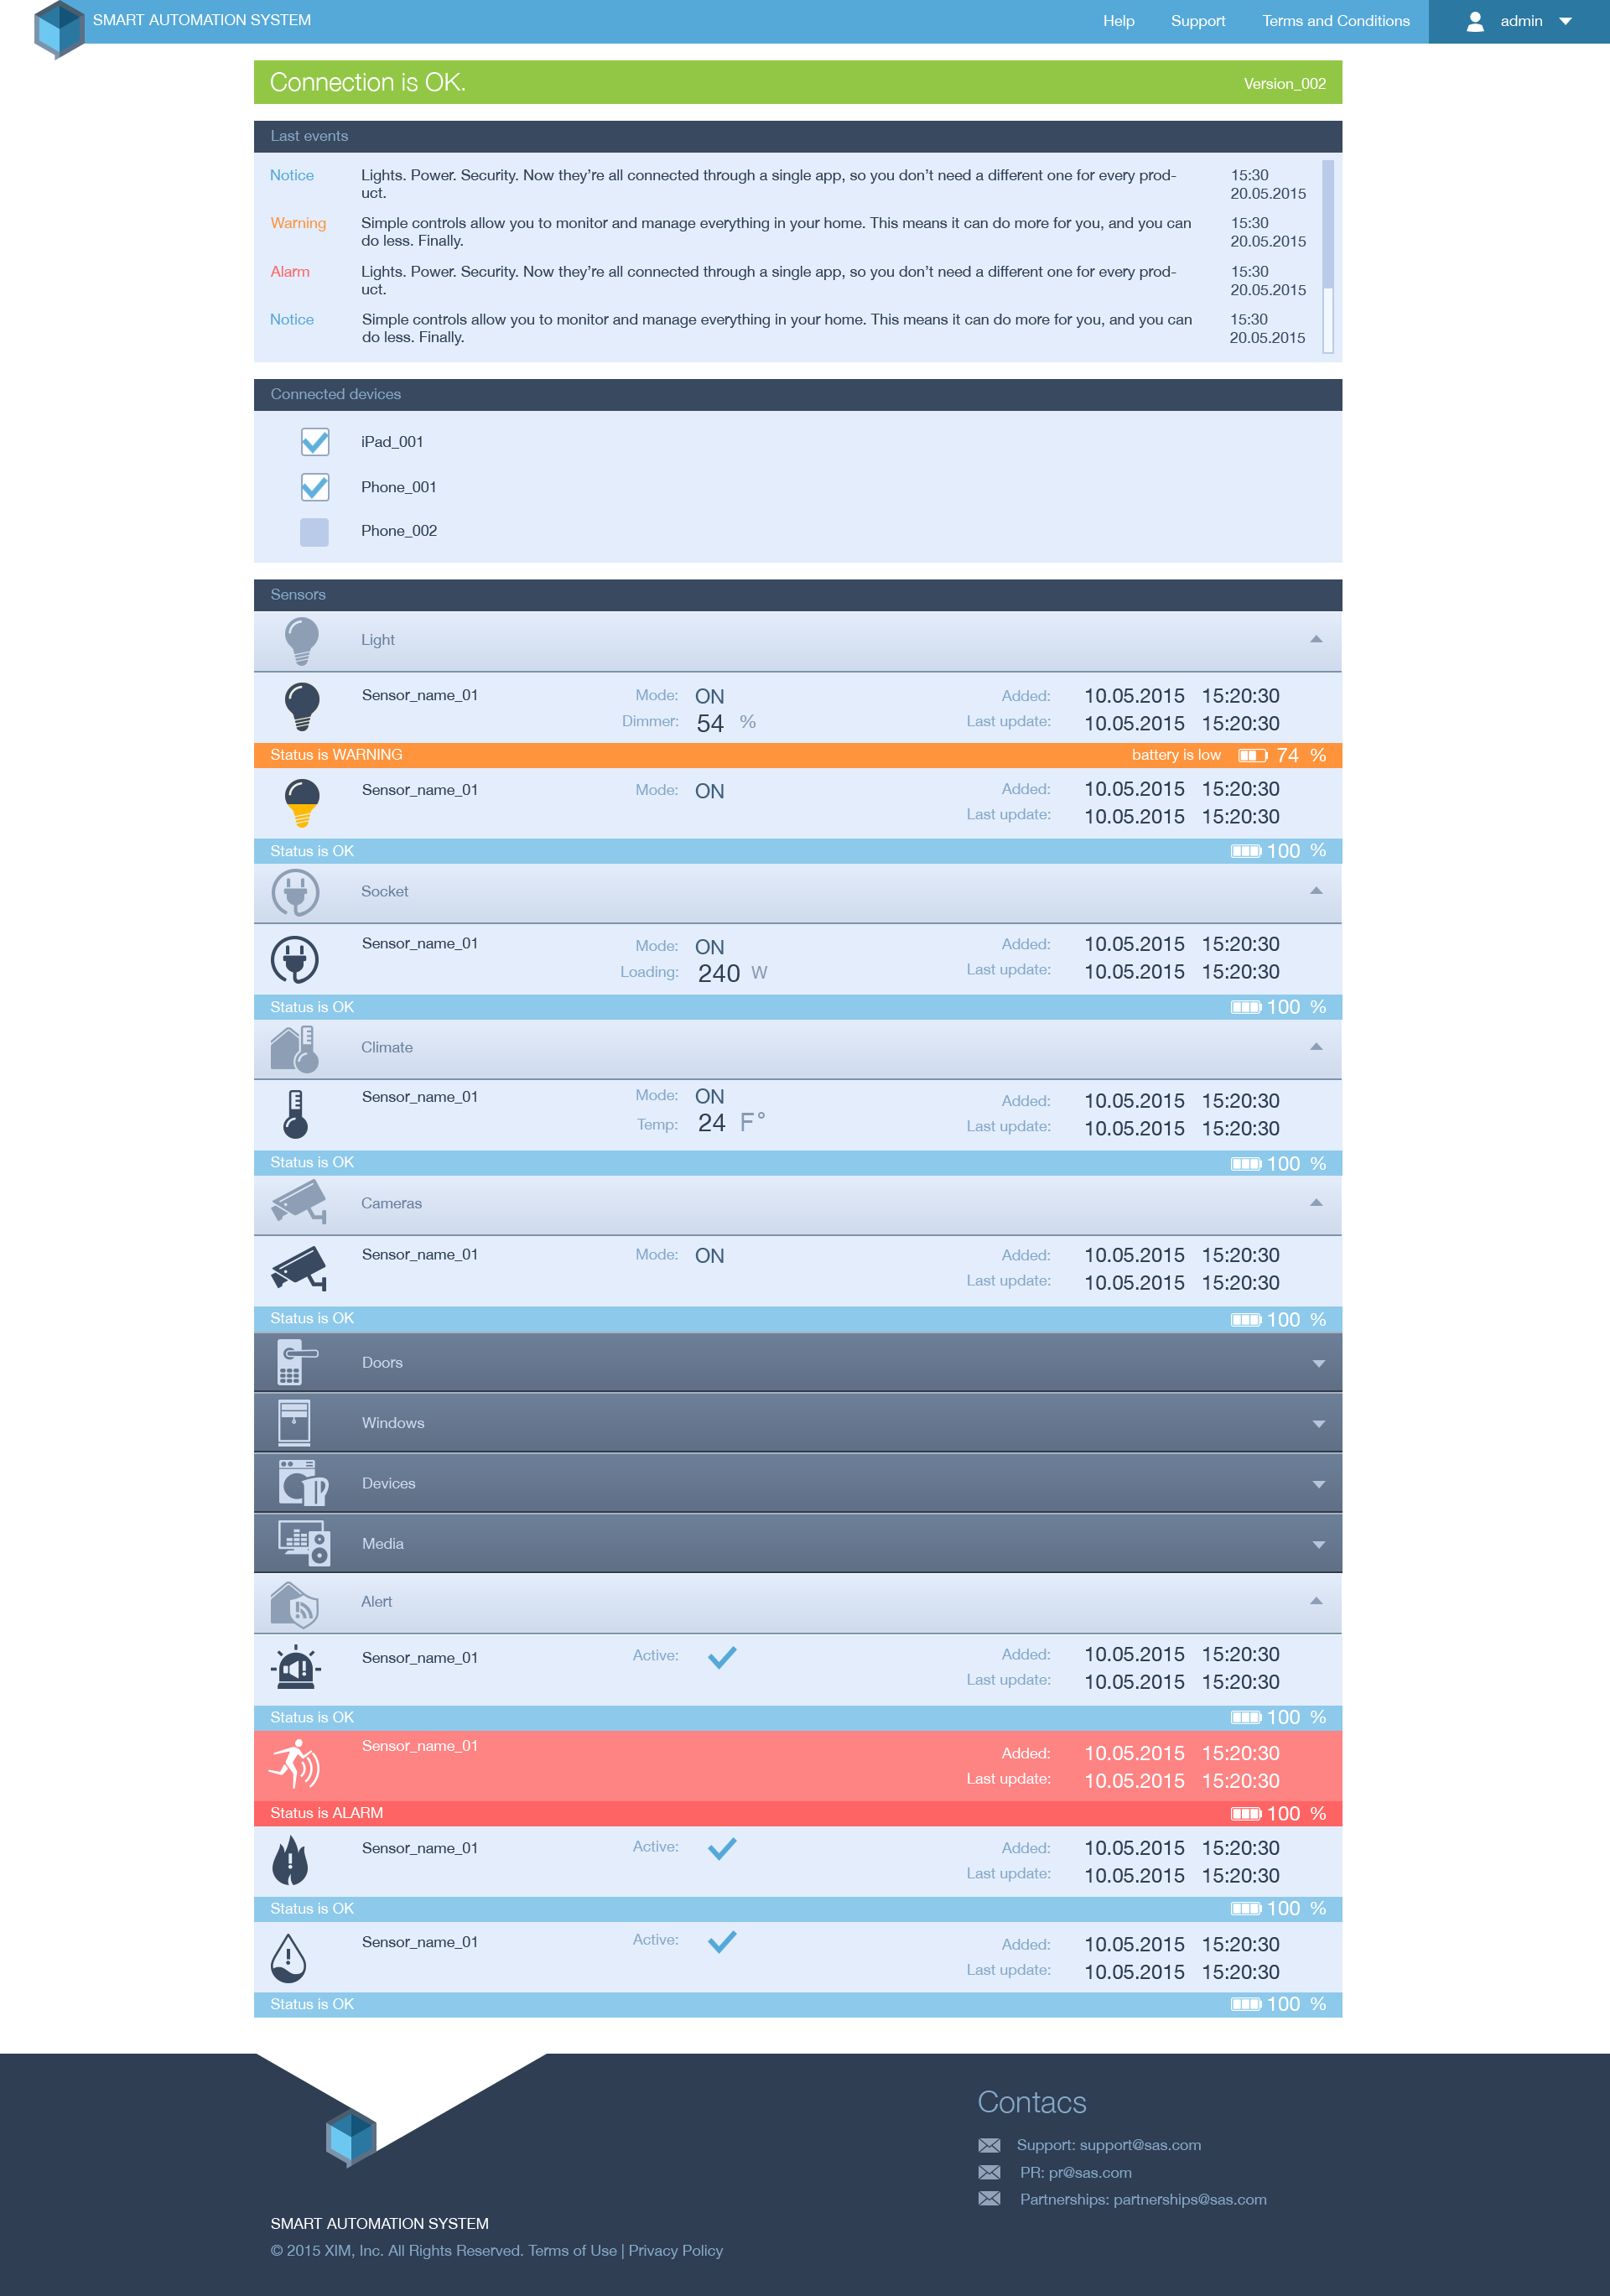 SMART AUTOMATION SYSTEM
Help Support Terms and Conditions admin
Connection is OK. Version_002
Last events
Notice Lights. Power. Security. Now they’re all connected through a single app, so you don’t need a different one for every prod- 15:30
uct. 20.05.2015
Warning Simple controls allow you to monitor and manage everything in your home. This means it can do more for you, and you can 15:30
do less. Finally. 20.05.2015
Alarm Lights. Power. Security. Now they’re all connected through a single app, so you don’t need a different one for every prod- 15:30
uct. 20.05.2015
Notice Simple controls allow you to monitor and manage everything in your home. This means it can do more for you, and you can 15:30
do less. Finally. 20.05.2015
Connected devices
iPad_001
Phone_001
Phone_002
Sensors
Light
Sensor_name_01 Mode: ON Added: 10.05.2015 15:20:30
Dimmer: 54 % Last update: 10.05.2015 15:20:30
Status is WARNING battery is low 74 %
Sensor_name_01 Mode: ON Added: 10.05.2015 15:20:30
Last update: 10.05.2015 15:20:30
Status is OK 100 %
Socket
Sensor_name_01 Mode: ON Added: 10.05.2015 15:20:30
Loading: 240 W Last update: 10.05.2015 15:20:30
Status is OK 100 %
Climate
Sensor_name_01 Mode: ON Added: 10.05.2015 15:20:30
Temp: 24 F° Last update: 10.05.2015 15:20:30
Status is OK 100 %
Cameras
Sensor_name_01 Mode: ON Added: 10.05.2015 15:20:30
Last update: 10.05.2015 15:20:30
Status is OK 100 %
Doors
Windows
Devices
Media
Alert
Sensor_name_01 Active: Added: 10.05.2015 15:20:30
Last update: 10.05.2015 15:20:30
Status is OK 100 %
Sensor_name_01 Added: 10.05.2015 15:20:30
Last update: 10.05.2015 15:20:30
Status is ALARM 100 %
Sensor_name_01 Active: Added: 10.05.2015 15:20:30
Last update: 10.05.2015 15:20:30
Status is OK 100 %
Sensor_name_01 Active: Added: 10.05.2015 15:20:30
Last update: 10.05.2015 15:20:30
Status is OK 100 %
Contacs
Support: support@sas.com
PR: pr@sas.com
Partnerships: partnerships@sas.com
SMART AUTOMATION SYSTEM
© 2015 XIM, Inc. All Rights Reserved. Terms of Use | Privacy Policy